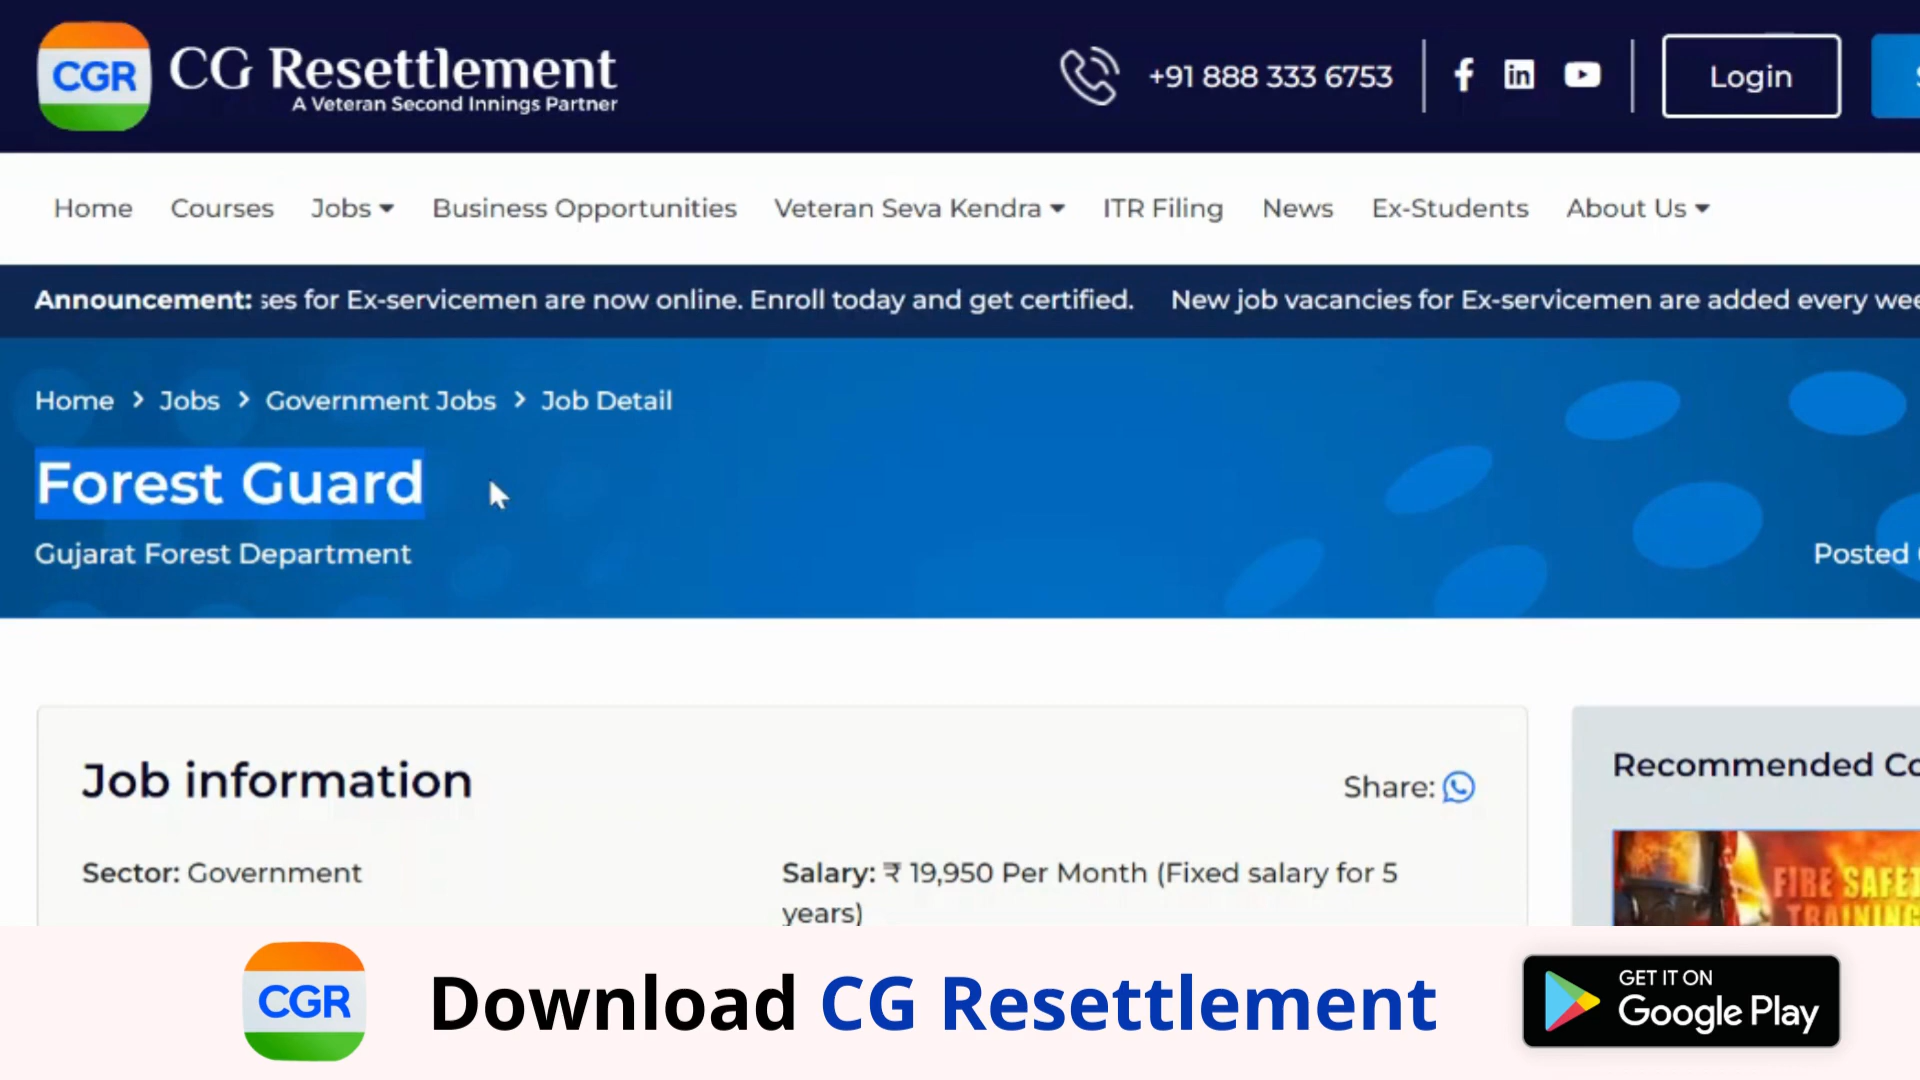 CGR
CG Resettlement
A Veteran Second Innings Partner
+91 888 333 6753
Login
Home Courses Jobs Business Opportunities Veteran Seva Kendra ITR Filing News Ex-Students About Us
Announcement: ses for Ex-servicemen are now online. Enroll today and get certified. New job vacancies for Ex-servicemen are added every
Home > Jobs > Government Jobs > Job Detail
Forest Guard
Gujarat Forest Department
Posted
Job information
Share:
Recommended
Sector: Government
Salary: ₹ 19,950 Per Month (Fixed salary for 5
years)
FIRE
TRAINING
CGR
Download CG Resettlement
GET IT ON
Google Play